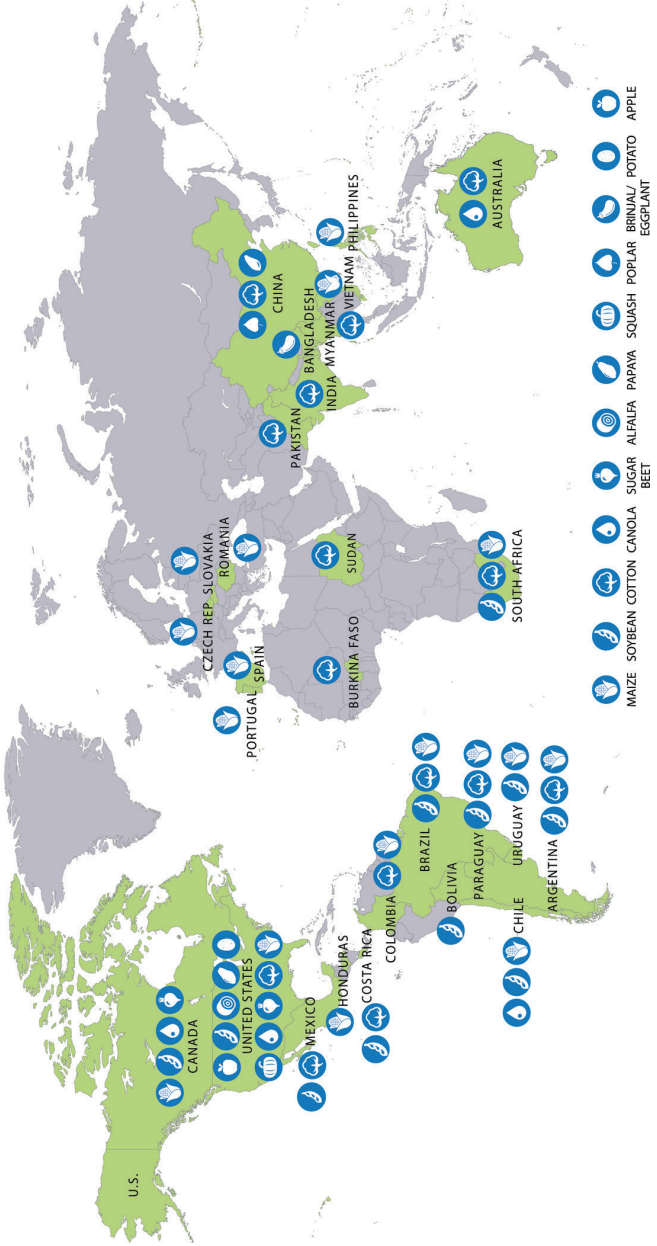 U.S.
CANADA
UNITED STATES
MEXICO
HONDURAS
COSTA RICA
COLOMBIA
BRAZIL
BOLIVIA
PARAGUAY
CHILE
URUGUAY
ARGENTINA
PORTUGAL
SPAIN
CZECH REP.
SLOVAKIA
ROMANIA
BURKINA FASO
SUDAN
SOUTH AFRICA
PAKISTAN
INDIA
CHINA
BANGLADESH
MYANMAR
VIETNAM
PHILIPPINES
AUSTRALIA
MAIZE
SOYBEAN
COTTON
CANOLA
SUGAR
BEET
ALFALFA
PAPAYA
SQUASH
POPLAR
BRINJAL/
EGGPLANT
POTATO
APPLE